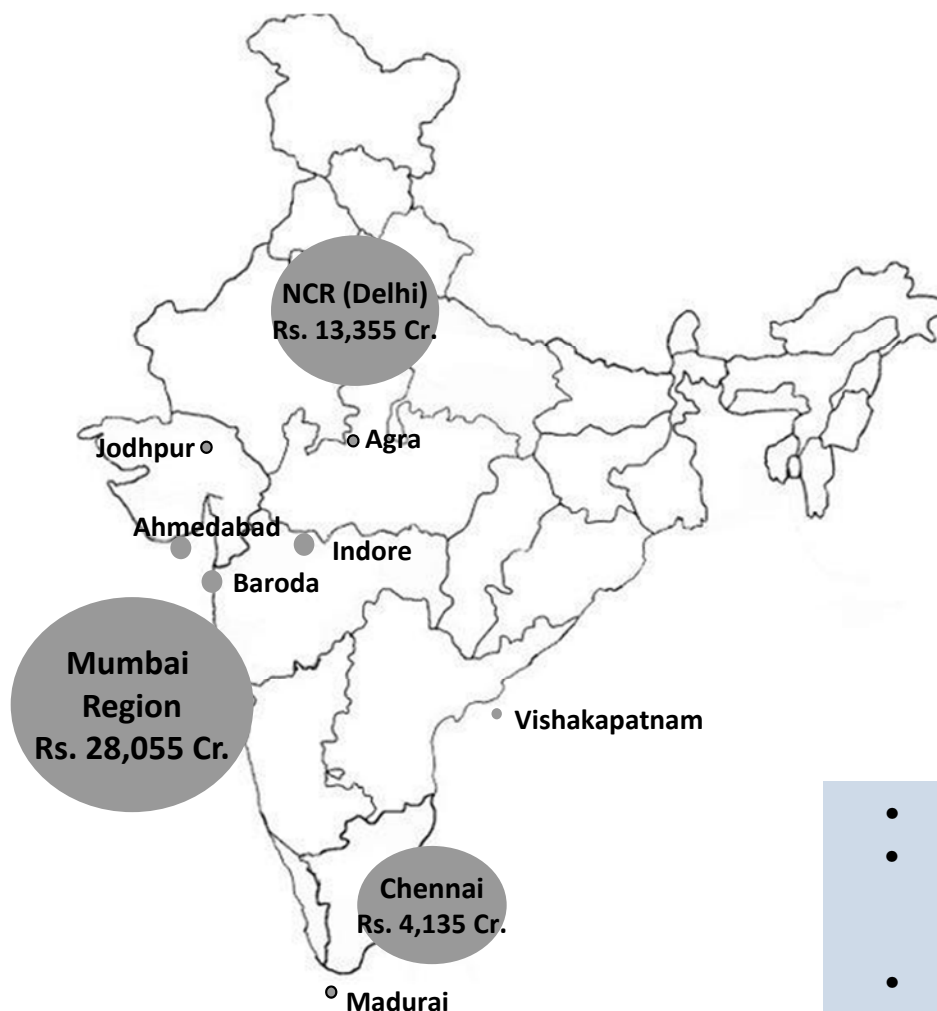 NCR (Delhi)
Rs. 13,355 Cr.
Agra
Jodhpur
Ahmedabad
Indore
Baroda
Mumbai
Region
Rs. 28,055 Cr.
Vishakapatnam
•
•
Chennai
Rs. 4,135 Cr.
•
Madurai